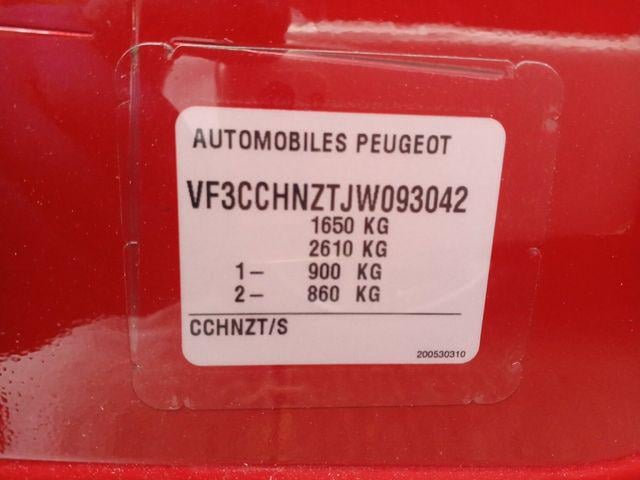 AUTOMOBILES PEUGEOT
VF3CCHNZTJW093042
1650 KG
2610 KG
1– 900 KG
2– 860 KG
CCHNZT/S
200530310